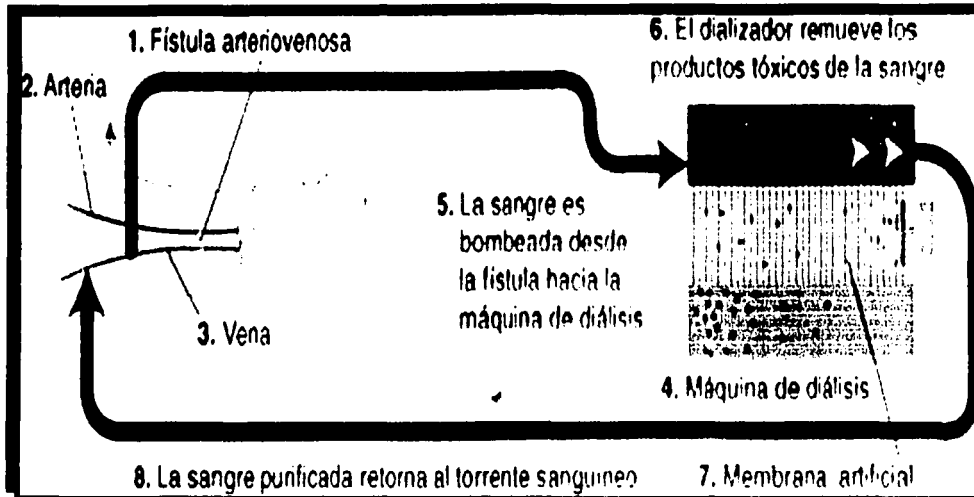 1. Fístula arteriovenosa
2. Arteria
3. Vena
4. Máquina de diálisis
5. La sangre es
bombeada desde
la fístula hacia la
máquina de diálisis
6. El dializador remueve los
productos tóxicos de la sangre
7. Membrana artificial
8. La sangre purificada retorna al torrente sanguíneo